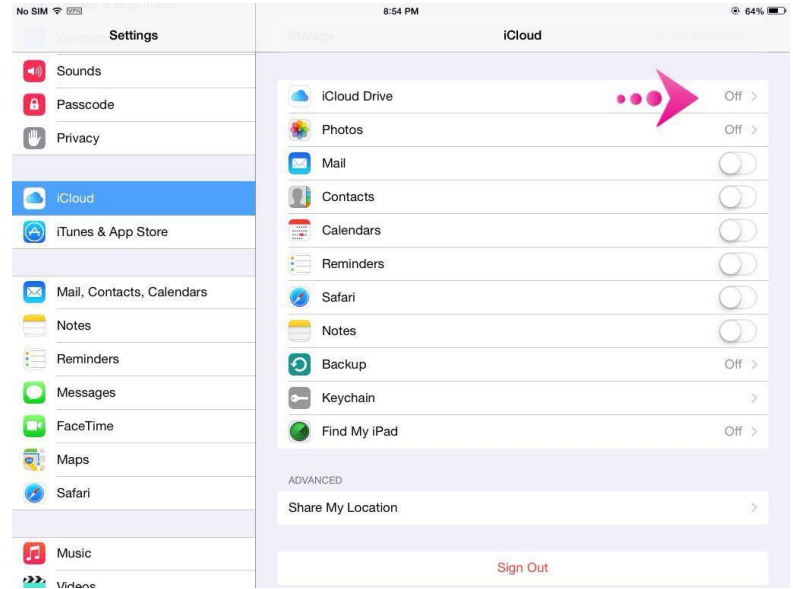 No SIM VPN 8:54 PM 64%
Settings
iCloud
Storage
Sounds
Passcode
Privacy
iCloud
iTunes & App Store
Mail, Contacts, Calendars
Notes
Reminders
Messages
FaceTime
Maps
Safari
Music
Videos
iCloud Drive Off
Photos Off
Mail
Contacts
Calendars
Reminders
Safari
Notes
Backup Off
Keychain
Find My iPad Off
ADVANCED
Share My Location
Sign Out